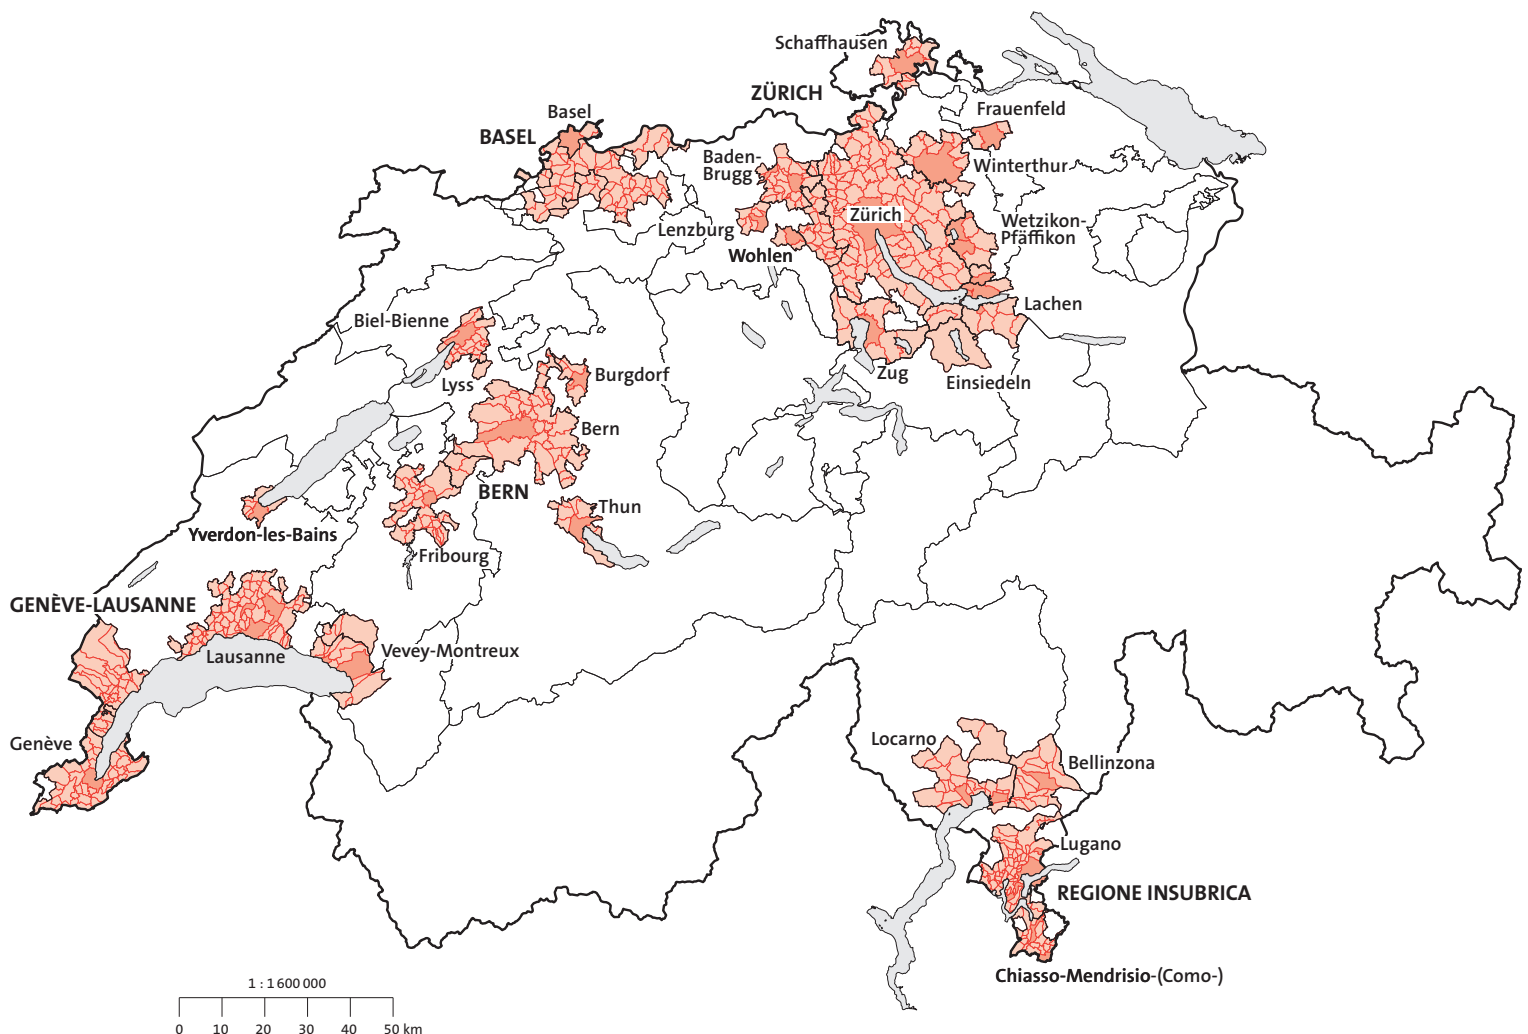 Schaffhausen
ZÜRICH
Frauenfeld
Basel
BASEL
Baden-
Brugg
Winterthur
Zürich
Wetzikon-
Pfäffikon
Lenzburg
Wohlen
Lachen
Biel-Bienne
Lyss
Burgdorf
Zug
Einsiedeln
Bern
BERN
Thun
Yverdon-les-Bains
Fribourg
GENÈVE-LAUSANNE
Lausanne
Vevey-Montreux
Genève
Locarno
Bellinzona
Lugano
REGIONE INSUBRICA
Chiasso-Mendrisio-(Como-)
1 : 1 600 000
0 10 20 30 40 50 km